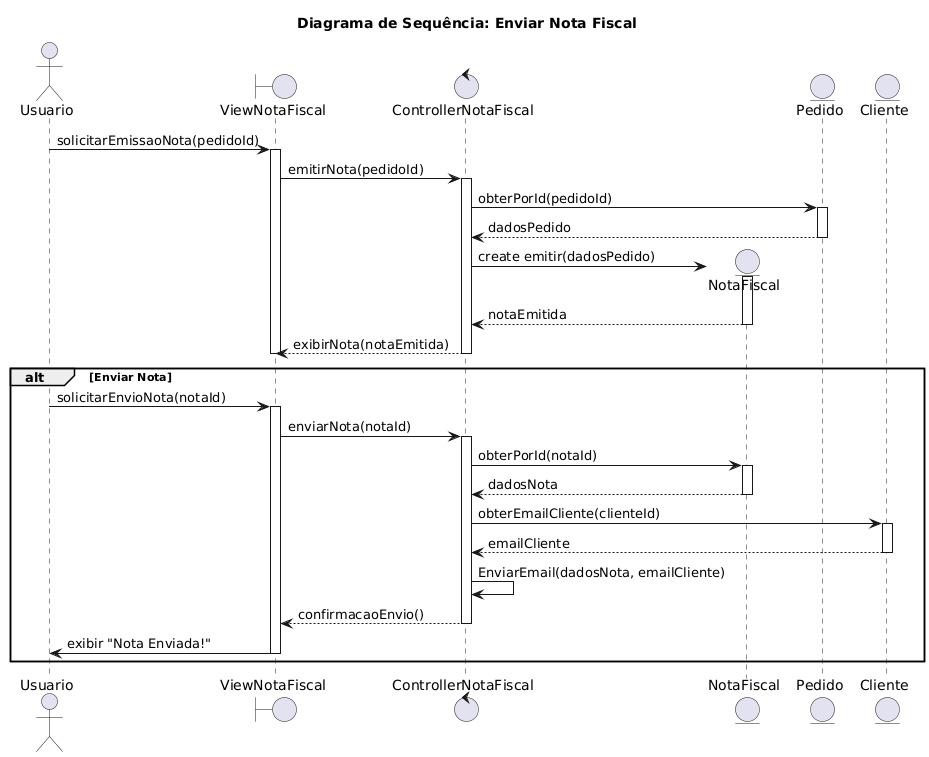 Diagrama de Sequência: Enviar Nota Fiscal
Usuario
ViewNotaFiscal
ControllerNotaFiscal
Pedido
Cliente
solicitarEmissaoNota(pedidoId)
emitirNota(pedidoId)
obterPorId(pedidoId)
dadosPedido
create emitir(dadosPedido)
NotaFiscal
notaEmitida
exibirNota(notaEmitida)
alt
[Enviar Nota]
solicitarEnvioNota(notaId)
enviarNota(notaId)
obterPorId(notaId)
dadosNota
obterEmailCliente(clienteId)
emailCliente
EnviarEmail(dadosNota, emailCliente)
confirmacaoEnvio()
exibir "Nota Enviada!"
Usuario
ViewNotaFiscal
ControllerNotaFiscal
NotaFiscal
Pedido
Cliente